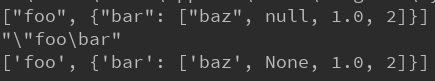 ["foo", {"bar": ["baz", null, 1.0, 2]}]
"\"foo\bar"
['foo', {'bar': ['baz', None, 1.0, 2]}]